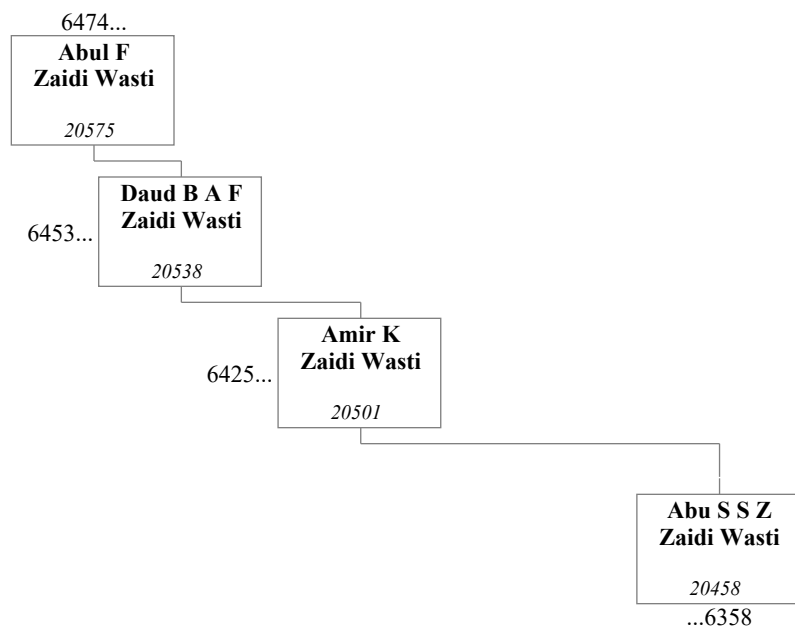 6474...
Abul F
Zaidi Wasti
20575
Daud B A F
Zaidi Wasti
6453...
20538
Amir K
Zaidi Wasti
6425...
20501
Abu S S Z
Zaidi Wasti
20458
...6358